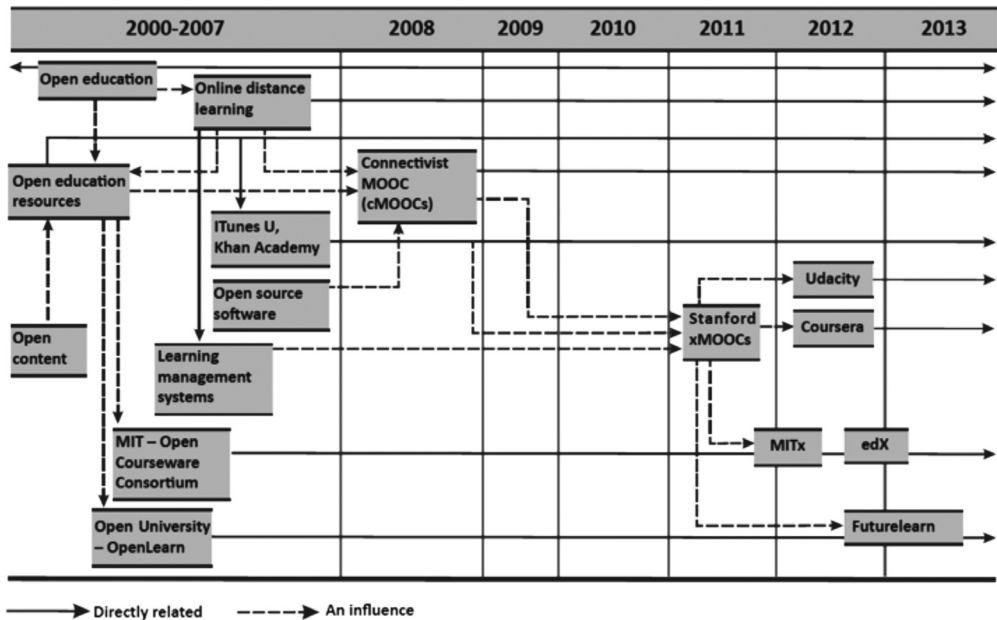 2000-2007 2008 2009 2010 2011 2012 2013
Open education
Online distance
learning
Open education
resources
Connectivist
MOOC
(cMOOCs)
ITunes U,
Khan Academy
Open source
software
Udacity
Stanford
xMOOCs
Coursera
Open
content
Learning
management
systems
MIT – Open
Courseware
Consortium
MITx
edX
Open University
– OpenLearn
Futurelearn
Directly related
An influence